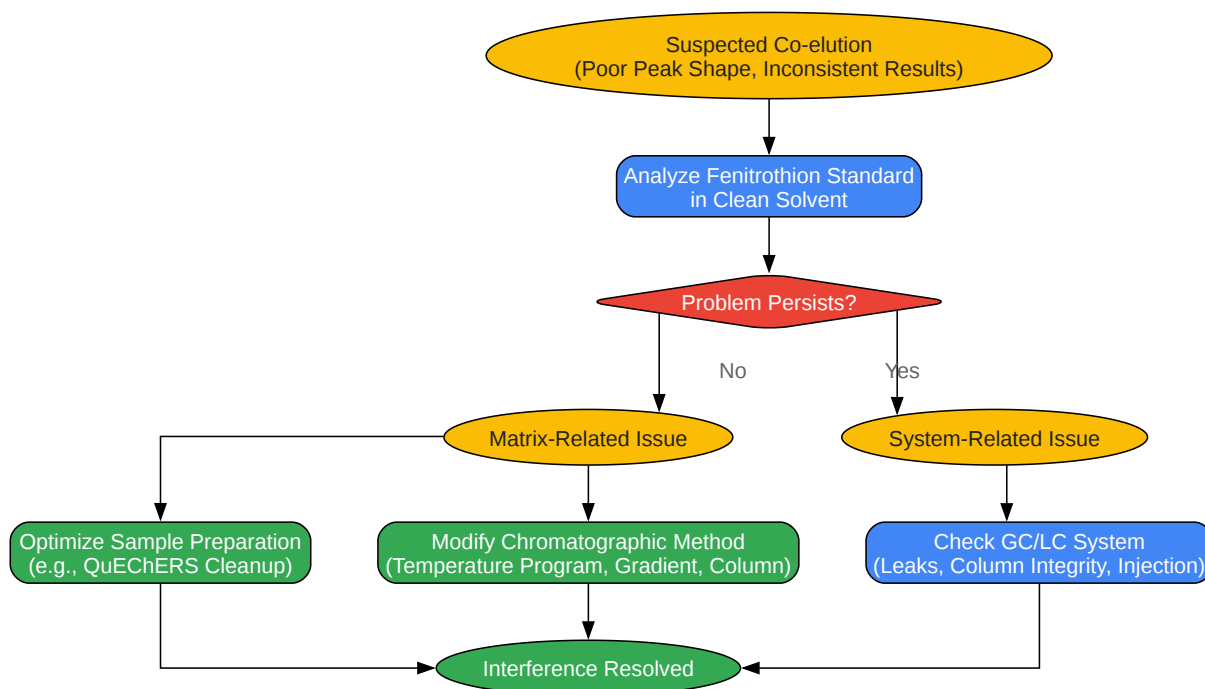 Suspected Co-elution
(Poor Peak Shape, Inconsistent Results)
Analyze Fenitrothion Standard
in Clean Solvent
Problem Persists?
No
Yes
Matrix-Related Issue
System-Related Issue
Optimize Sample Preparation
(e.g., QuEChERS Cleanup)
Modify Chromatographic Method
(Temperature Program, Gradient, Column)
Check GC/LC System
(Leaks, Column Integrity, Injection)
Interference Resolved